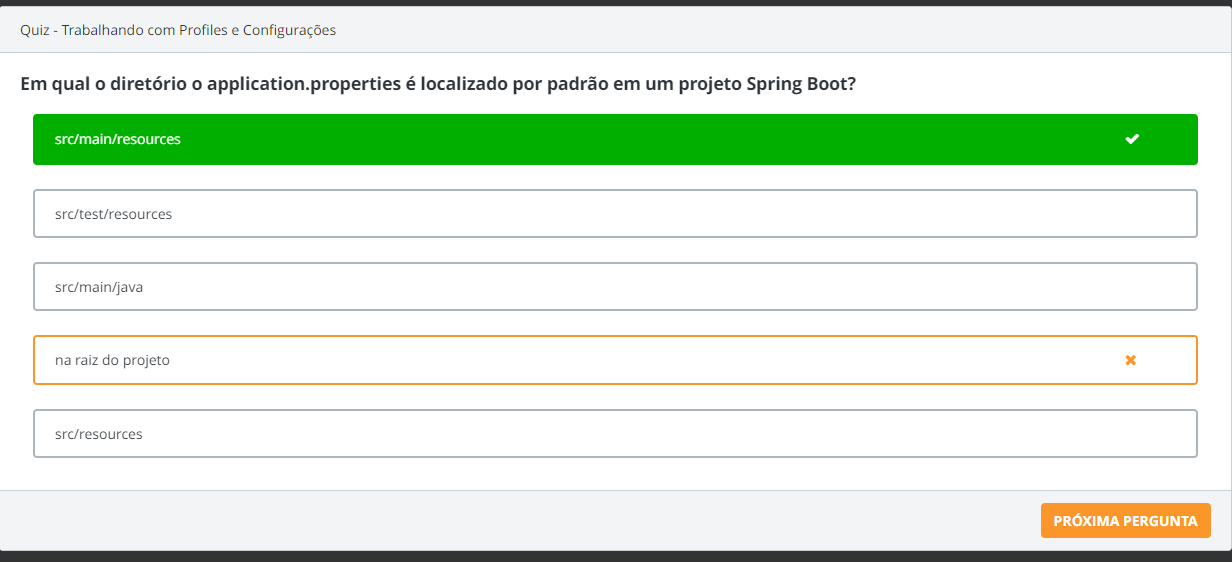 Quiz - Trabalhando com Profiles e Configurações
Em qual o diretório o application.properties é localizado por padrão em um projeto Spring Boot?
src/main/resources
src/test/resources
src/main/java
na raiz do projeto
src/resources
PRÓXIMA PERGUNTA